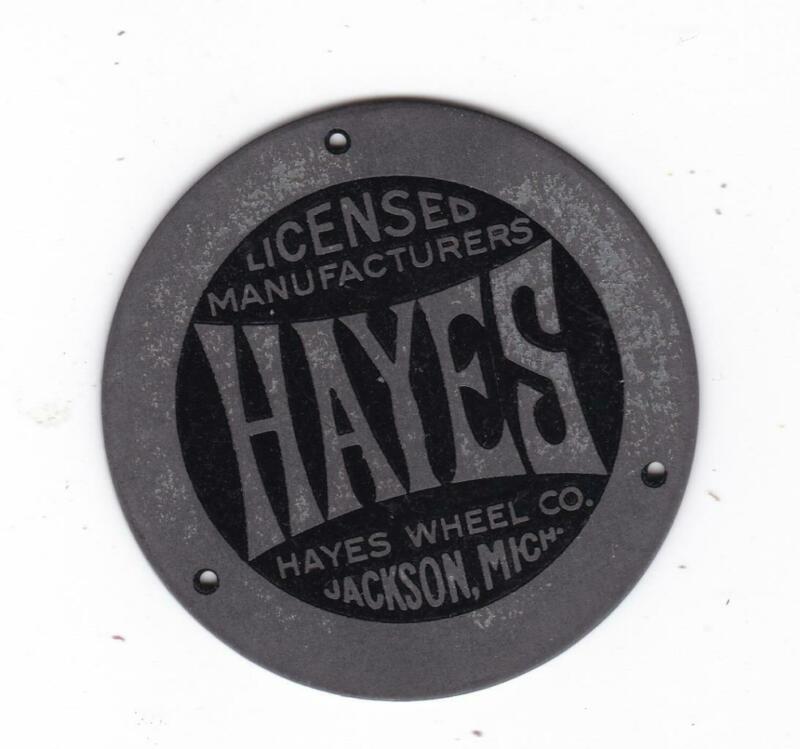 LICENSED
MANUFACTURERS
HAYES
HAYES WHEEL CO.
JACKSON, MICH.